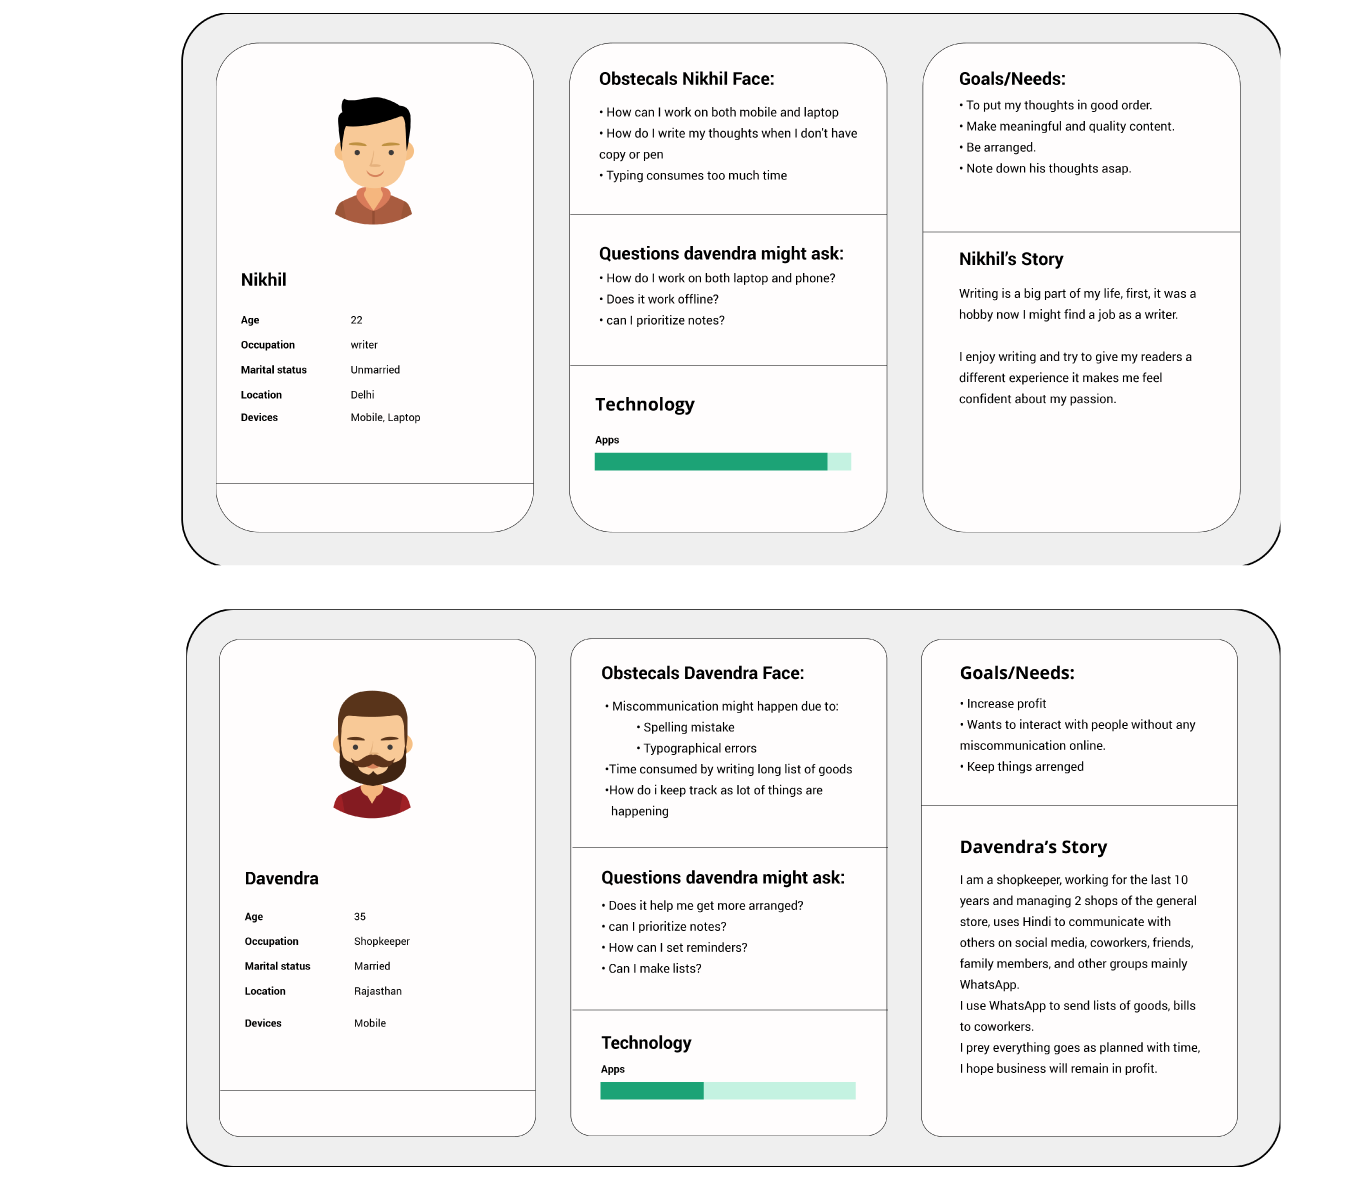 Nikhil
Age 22
Occupation writer
Marital status Unmarried
Location Delhi
Devices Mobile, Laptop
Obstecals Nikhil Face:
• How can I work on both mobile and laptop
• How do I write my thoughts when I don't have
copy or pen
• Typing consumes too much time
Questions davendra might ask:
• How do I work on both laptop and phone?
• Does it work offline?
• can I prioritize notes?
Technology
Apps
Goals/Needs:
• To put my thoughts in good order.
• Make meaningful and quality content.
• Be arranged.
• Note down his thoughts asap.
Nikhil's Story
Writing is a big part of my life, first, it was a
hobby now I might find a job as a writer.
I enjoy writing and try to give my readers a
different experience it makes me feel
confident about my passion.
Davendra
Age 35
Occupation Shopkeeper
Marital status Married
Location Rajasthan
Devices Mobile
Obstecals Davendra Face:
• Miscommunication might happen due to:
• Spelling mistake
• Typographical errors
•Time consumed by writing long list of goods
•How do i keep track as lot of things are
happening
Questions davendra might ask:
• Does it help me get more arranged?
• can I prioritize notes?
• How can I set reminders?
• Can I make lists?
Technology
Apps
Goals/Needs:
• Increase profit
• Wants to interact with people without any
miscommunication online.
• Keep things arrenged
Davendra's Story
I am a shopkeeper, working for the last 10
years and managing 2 shops of the general
store, uses Hindi to communicate with
others on social media, coworkers, friends,
family members, and other groups mainly
WhatsApp.
I use WhatsApp to send lists of goods, bills
to coworkers.
I prey everything goes as planned with time,
I hope business will remain in profit.